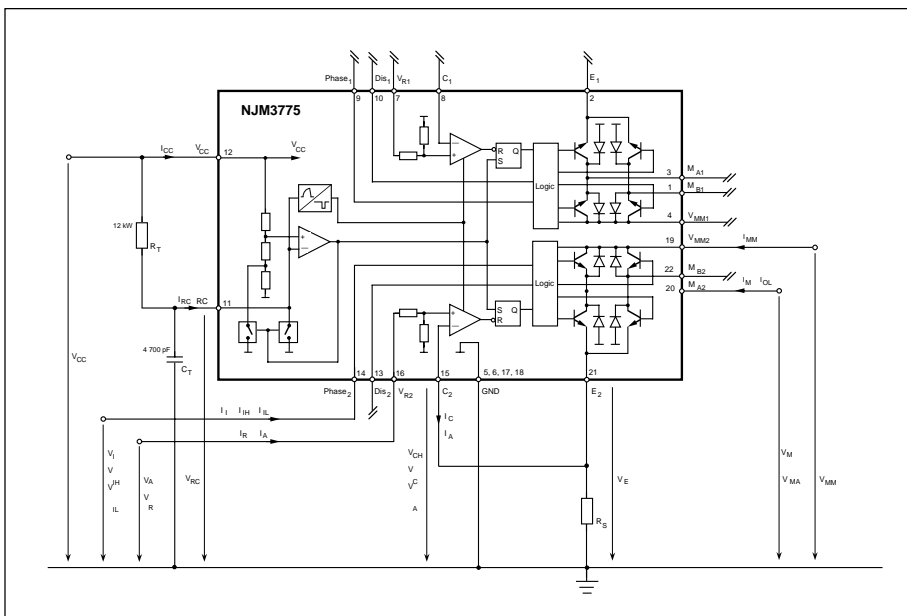 Phase1 Dis1 VR1 C1 E1
9 10 7 8 2
NJM3775
ICC VCC 12 VCC
R Q
S
Logic
3 MA1
1 MB1
4 VMM1
12 kW
RT
+
−
19 VMM2 IMM
22 MB2 IM IOL
20 MA2
Logic
S Q
R
IRC RC 11
4 700 pF
CT
VCC
14 13 16 15 5, 6, 17, 18 21
Phase2 Dis2 VR2 C2 GND E2
II IIH IIL
IR IA
IC
IA
VI
V
VIH
IL
VA
V
R
VRC
VCH
V
VC
A
VE
RS
VM
VMA
VMM